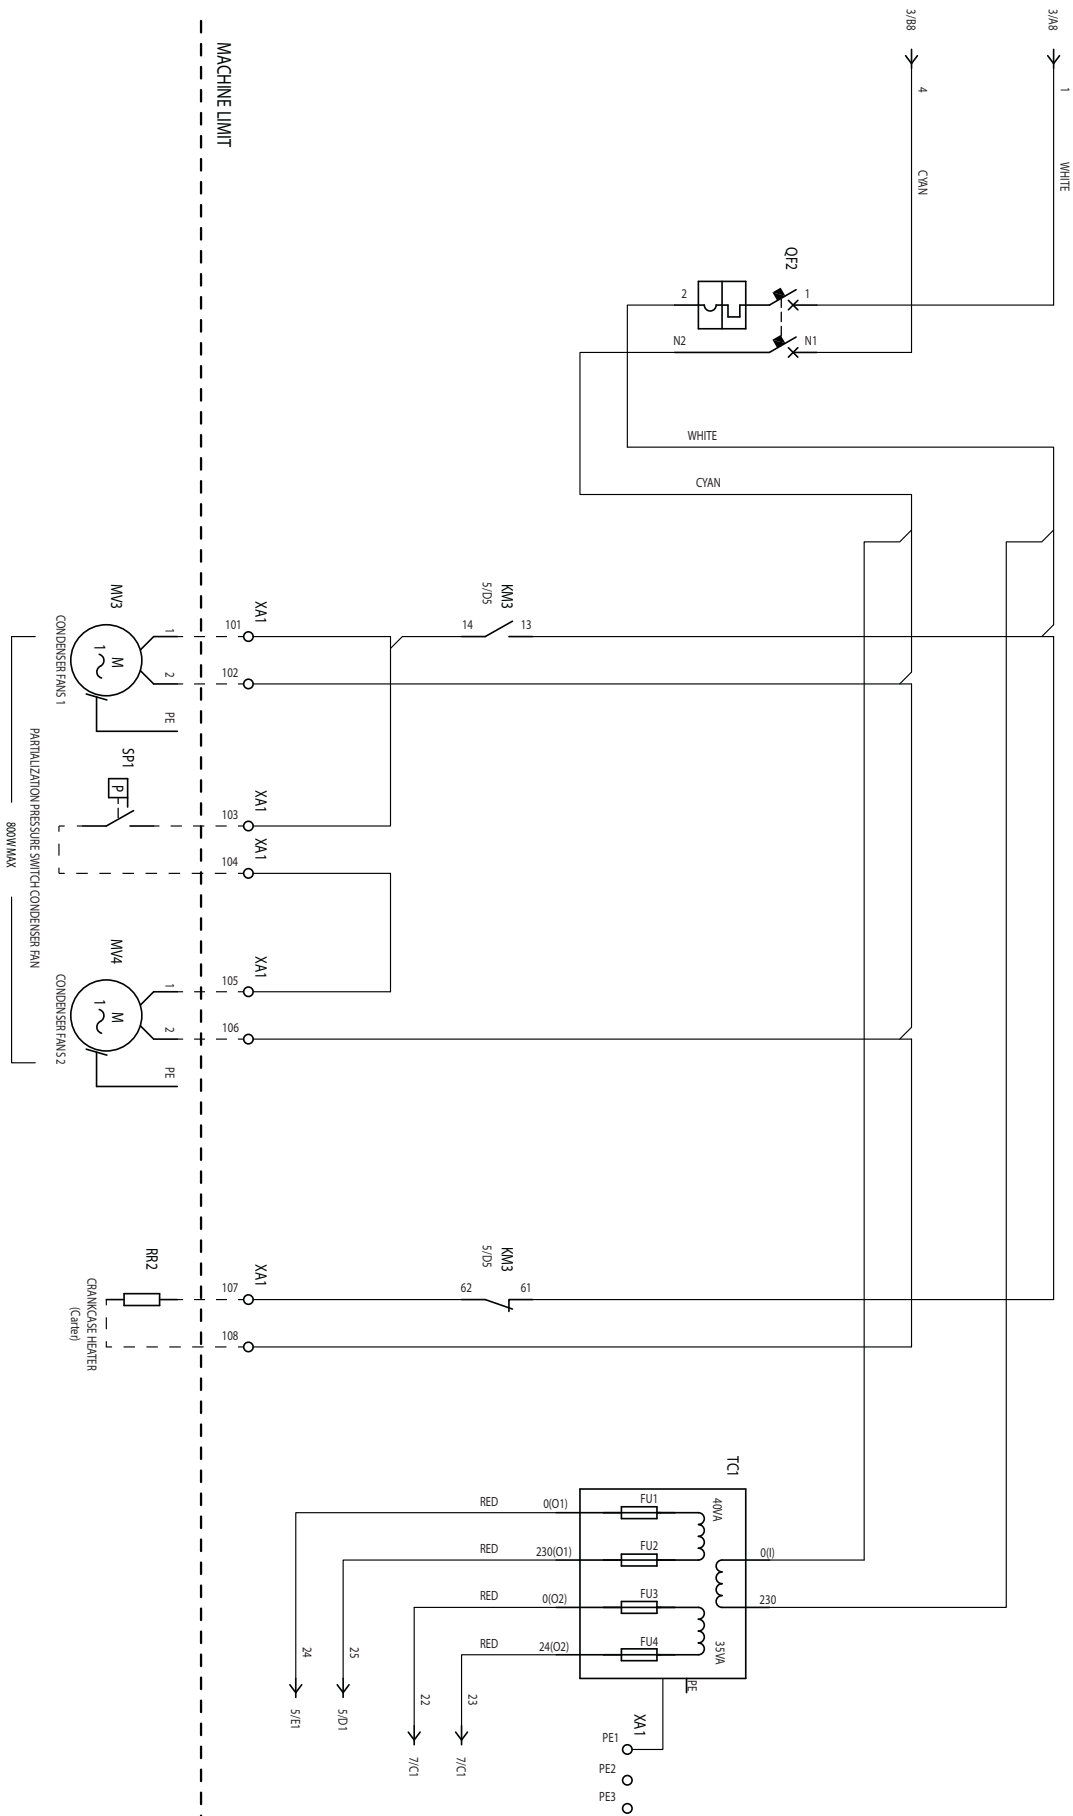 3/A8
1
WHITE
3/B8
4
CYAN
MACHINE LIMIT
QF2
2
1
N2
N1
WHITE
CYAN
MV3
M
1
1
2
PE
CONDENSER FANS 1
XA1
101
102
KM3
5/D5
14
13
SP1
P
PARTIALIZATION PRESSURE SWITCH CONDENSER FAN
800W MAX
XA1
103
XA1
104
MV4
M
1
1
2
PE
CONDENSER FANS 2
XA1
105
106
RR2
CRANKCASE HEATER
(Carter)
XA1
107
108
KM3
5/D5
62
61
TC1
40VA
35VA
FU1
FU2
FU3
FU4
0(I)
230
RED
0(O1)
RED
230(O1)
RED
0(O2)
RED
24(O2)
24
5/E1
25
5/D1
22
7/C1
23
7/C1
PE
XA1
PE1
PE2
PE3